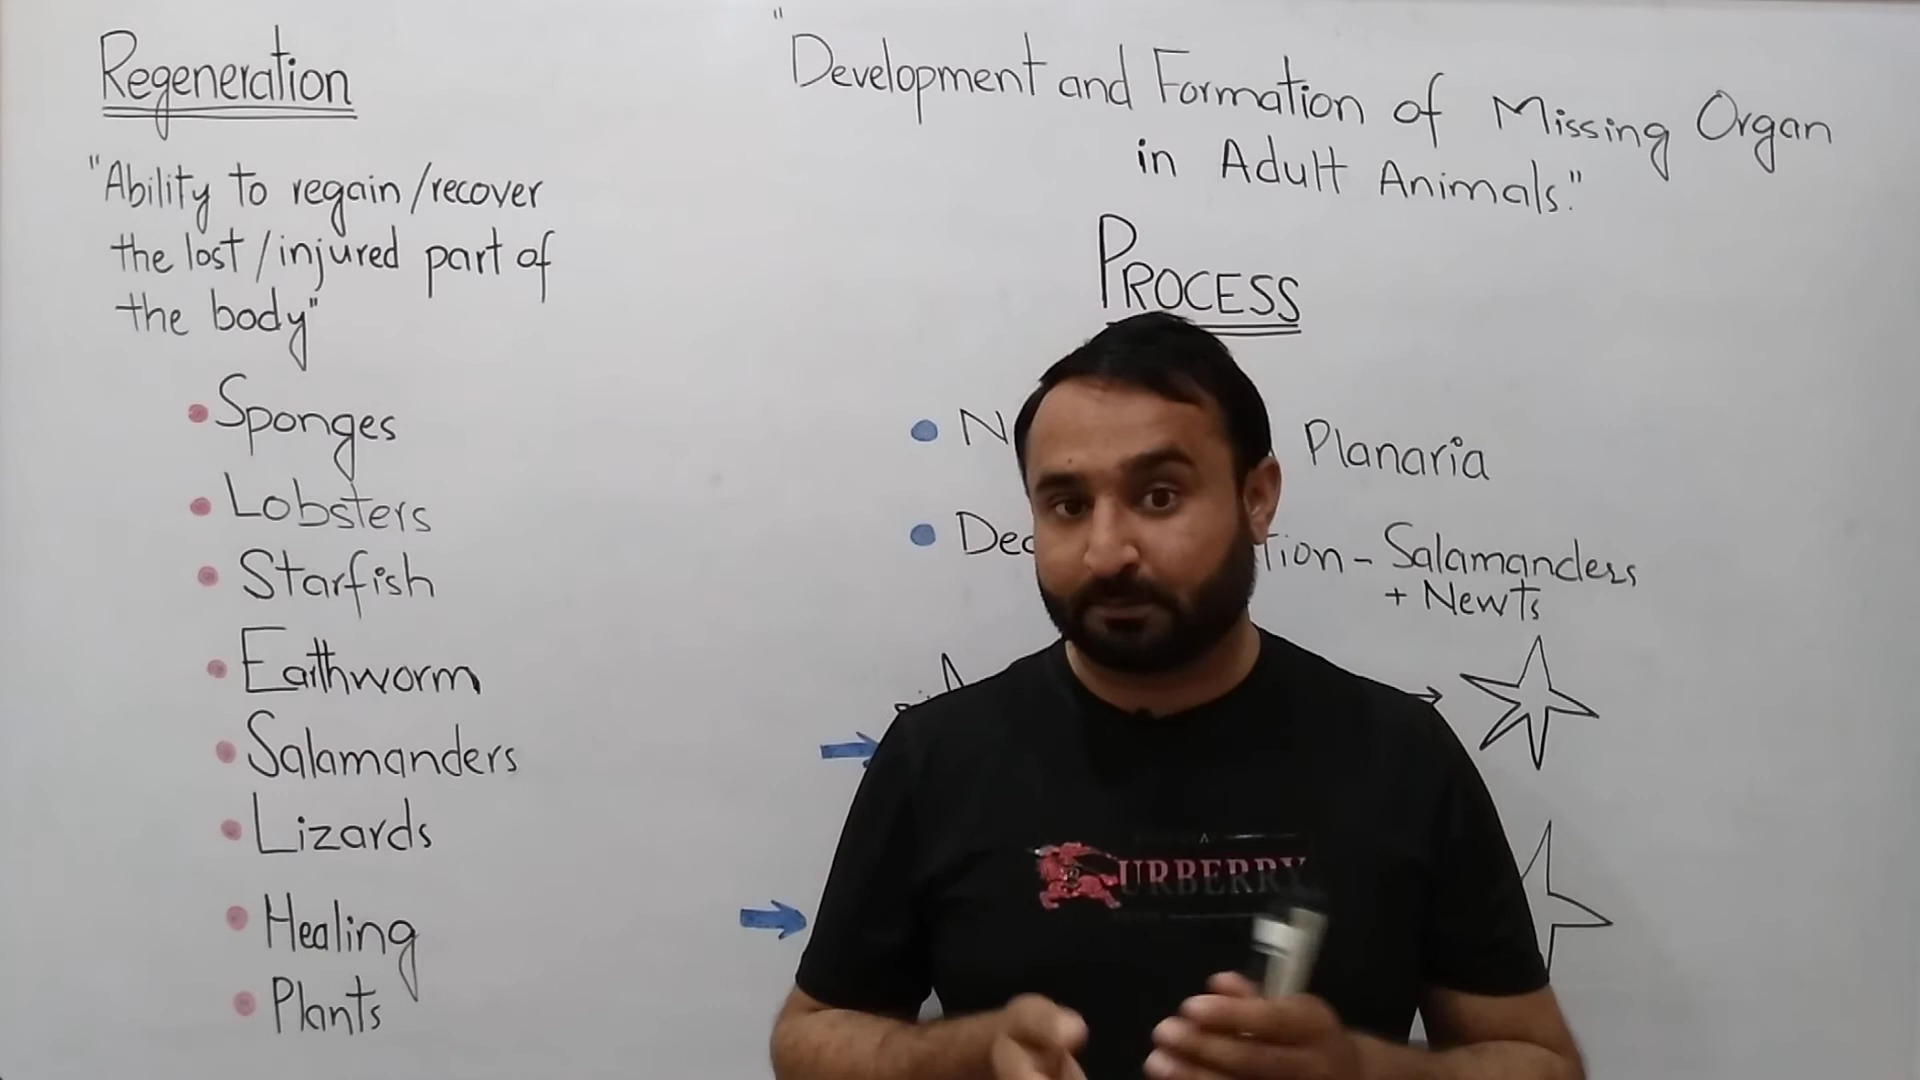 Regeneration
"Ability to regain/recover
the lost/injured part of
the body"
• Sponges
• Lobsters
• Starfish
• Earthworm
• Salamanders
• Lizards
• Healing
• Plants
"Development and Formation of Missing Organ
in Adult Animals."
PROCESS
• Planaria
• Salamanders
+ Newts
URBERRY